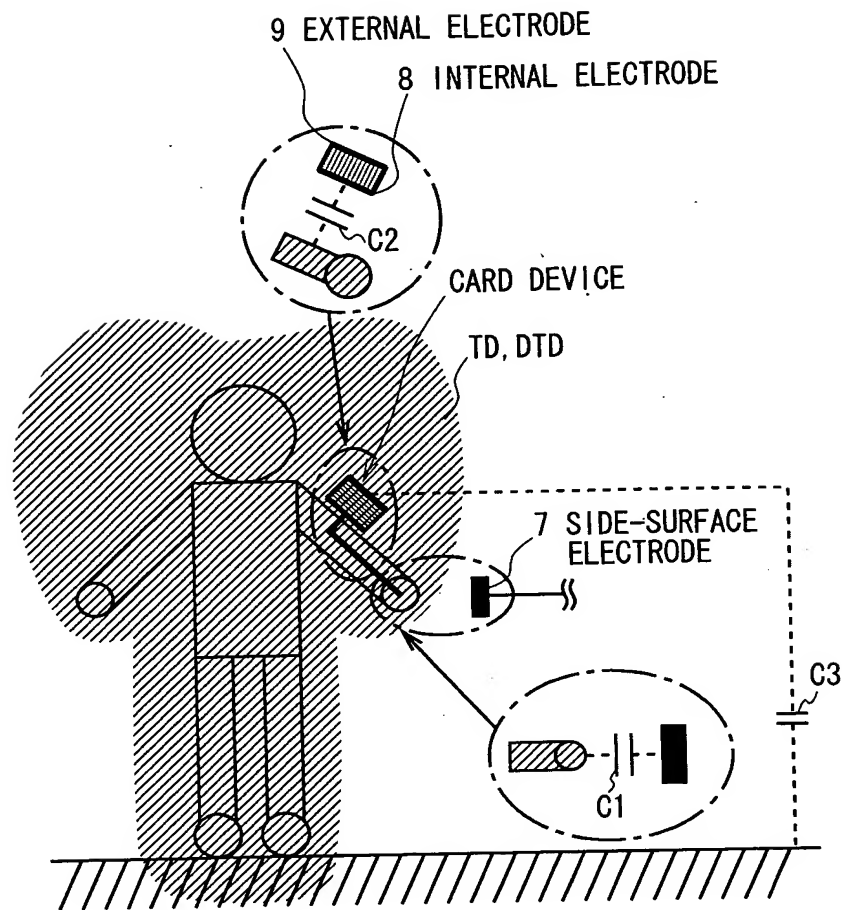 9 EXTERNAL ELECTRODE
8 INTERNAL ELECTRODE
C2
CARD DEVICE
TD, DTD
7 SIDE-SURFACE
ELECTRODE
C3
C1